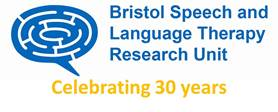 Bristol Speech and
Language Therapy
Research Unit
Celebrating 30 years